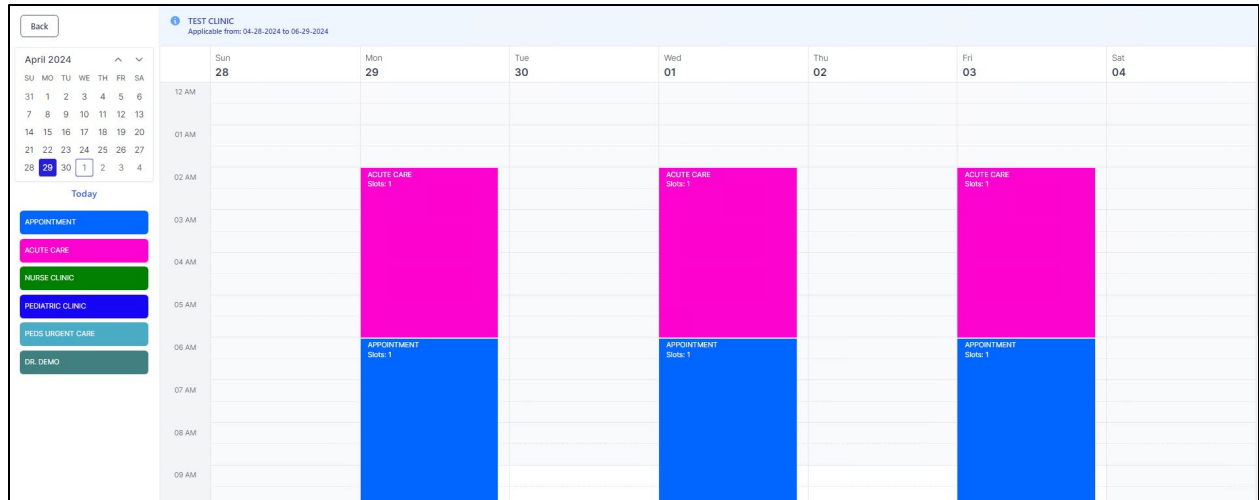 Back
TEST CLINIC
Applicable from: 04-28-2024 to 06-29-2024
April 2024
SU MO TU WE TH FR SA
31 1 2 3 4 5 6
7 8 9 10 11 12 13
14 15 16 17 18 19 20
21 22 23 24 25 26 27
28 29 30 1 2 3 4
Today
APPOINTMENT
ACUTE CARE
NURSE CLINIC
PEDIATRIC CLINIC
PEDS URGENT CARE
DR. DEMO
Sun Mon Tue Wed Thu Fri Sat
28 29 30 01 02 03 04
12 AM
01 AM
02 AM
ACUTE CARE ACUTE CARE ACUTE CARE
Slots: 1 Slots: 1 Slots: 1
03 AM
04 AM
05 AM
06 AM
APPOINTMENT APPOINTMENT APPOINTMENT
Slots: 1 Slots: 1 Slots: 1
07 AM
08 AM
09 AM